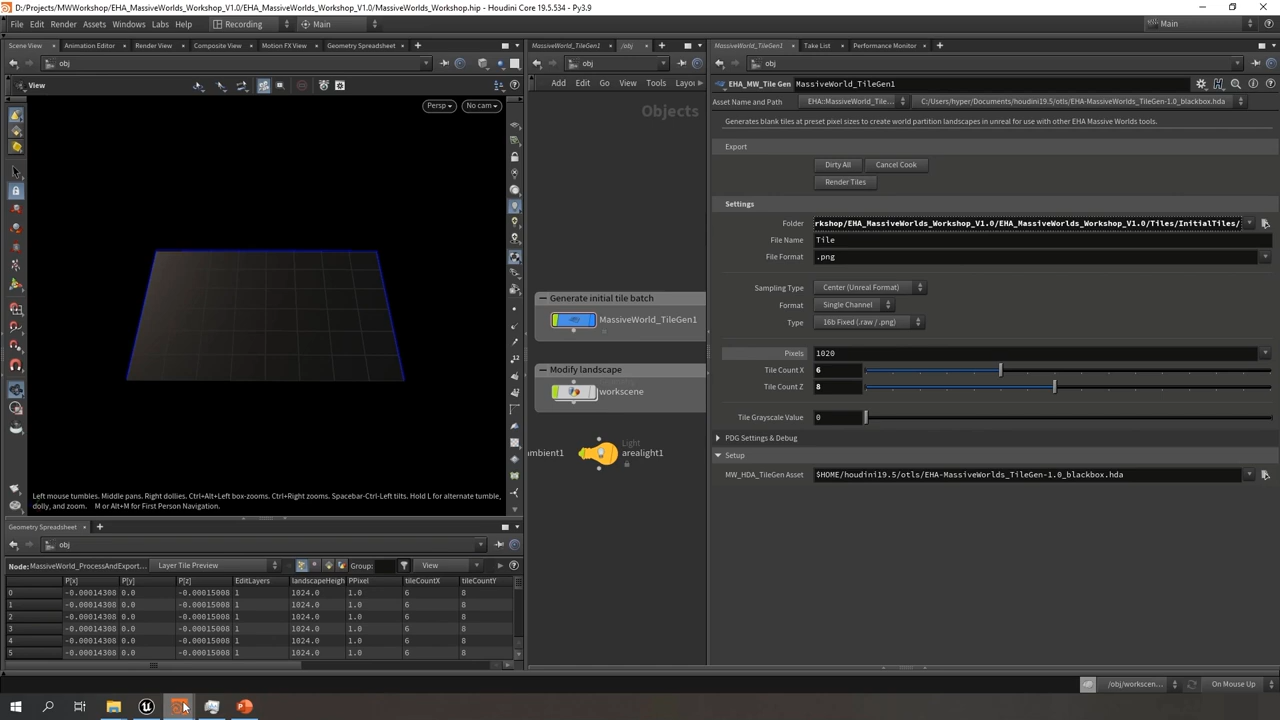 D:/Projects/MWWorkshop/EHA_MassiveWorlds_Workshop_V1.0/EHA_MassiveWorlds_Workshop_V1.0/MassiveWorlds_Workshop.hip - Houdini Core 19.5.534 - Py3.9
File Edit Render Assets Windows Labs Help Recording Main Main
Scene View Animation Editor Render View Composite View Motion FX View Geometry Spreadsheet
MassiveWorld_TileGen1 /obj
MassiveWorld_TileGen1 Take List Performance Monitor
obj
obj
obj
View
Persp No cam
Add Edit Go View Tools Layou
Objects
EHA_MW_Tile Gen MassiveWorld_TileGen1
Asset Name and Path EHA::MassiveWorld_Tile... C:/Users/hyper/Documents/houdini19.5/otls/EHA-MassiveWorlds_TileGen-1.0_blackbox.hda
Generates blank tiles at preset pixel sizes to create world partition landscapes in unreal for use with other EHA Massive Worlds tools.
Export
Dirty All Cancel Cook
Render Tiles
Settings
Folder rkshop/EHA_MassiveWorlds_Workshop_V1.0/EHA_MassiveWorlds_Workshop_V1.0/Tiles/InitialTiles/
File Name Tile
File Format .png
Sampling Type Center (Unreal Format)
Format Single Channel
Type 16b Fixed (.raw / .png)
Pixels 1020
Tile Count X 6
Tile Count Z 8
Tile Grayscale Value 0
PDG Settings & Debug
Setup
MW_HDA_TileGen Asset $HOME/houdini19.5/otls/EHA-MassiveWorlds_TileGen-1.0_blackbox.hda
Generate initial tile batch
MassiveWorld_TileGen1
Modify landscape
workscene
mbient1
Light
arealight1
Left mouse tumbles. Middle pans. Right dollies. Ctrl+Alt+Left box-zooms. Ctrl+Right zooms. Spacebar-Ctrl-Left tilts. Hold L for alternate tumble,
dolly, and zoom. M or Alt+M for First Person Navigation.
Geometry Spreadsheet
obj
Node: MassiveWorld_ProcessAndExport... Layer Tile Preview Group: View
P[x] P[y] P[z] EditLayers landscapeHeigh PPixel tileCountX tileCountY
0 -0.00014308 0.0 -0.00015008 1 1024.0 1.0 6 8
1 -0.00014308 0.0 -0.00015008 1 1024.0 1.0 6 8
2 -0.00014308 0.0 -0.00015008 1 1024.0 1.0 6 8
3 -0.00014308 0.0 -0.00015008 1 1024.0 1.0 6 8
4 -0.00014308 0.0 -0.00015008 1 1024.0 1.0 6 8
5 -0.00014308 0.0 -0.00015008 1 1024.0 1.0 6 8
/obj/workscen... On Mouse Up